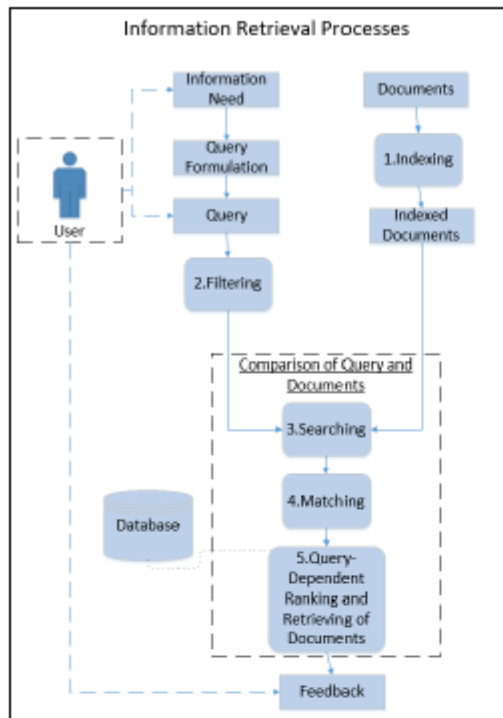 Information Retrieval Processes
Information
Need
Documents
Query
Formulation
1.Indexing
User
Query
Indexed
Documents
2.Filtering
Comparison of Query and
Documents
3.Searching
4.Matching
Database
5.Query-
Dependent
Ranking and
Retrieving of
Documents
Feedback